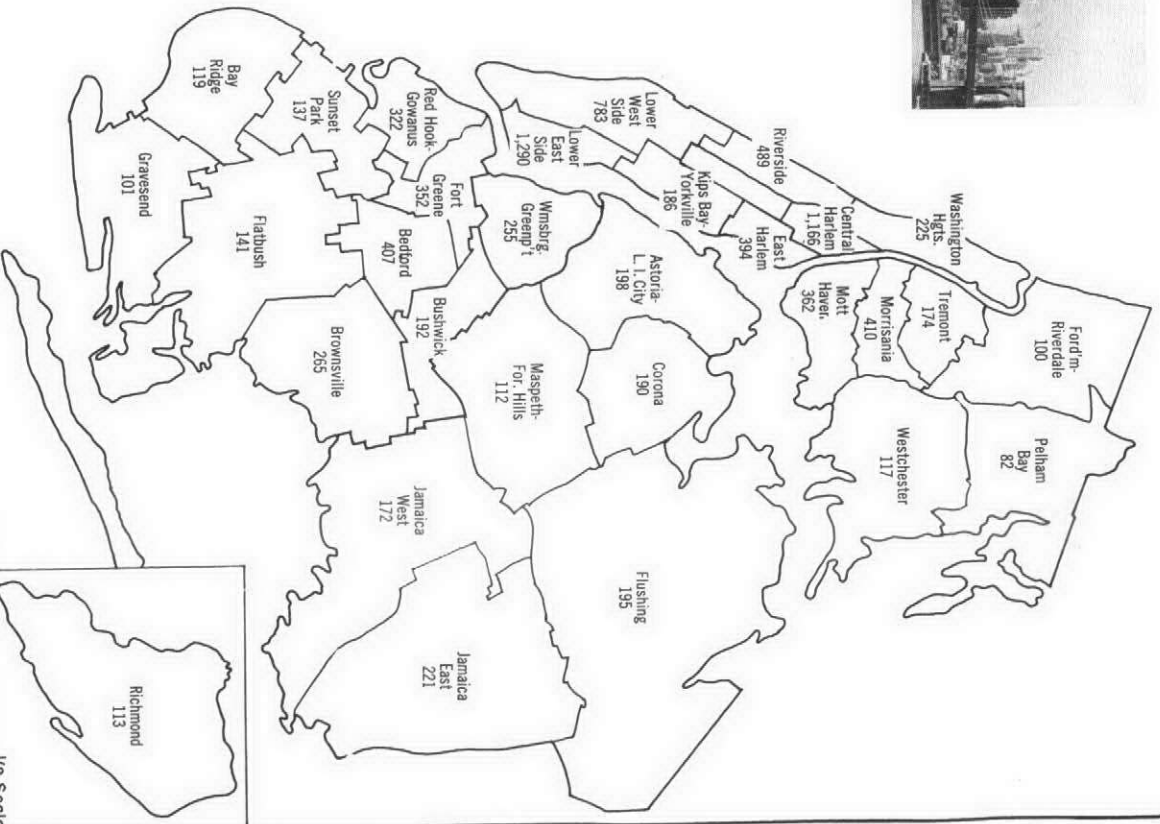 Washington
Hgts.
225
Ford'm-
Riverdale
100
Pelham
Bay
82
Tremont
174
Riverside
489
Central
Harlem
1,166
Morrisania
410
Westchester
117
Mott
Haven
362
East
Harlem
394
Lower
West
Side
783
Kips Bay-
Yorkville
186
Lower
East
Side
1,290
Astoria-
L. I. City
198
Corona
190
Flushing
195
Wmsbrg.
Greenp't
255
Maspeth-
For. Hills
112
Red Hook-
Gowanus
322
Fort
Greene
352
Bedford
407
Bushwick
192
Jamaica
West
172
Jamaica
East
221
Sunset
Park
137
Bay
Ridge
119
Flatbush
141
Brownsville
265
Gravesend
101
Richmond
113